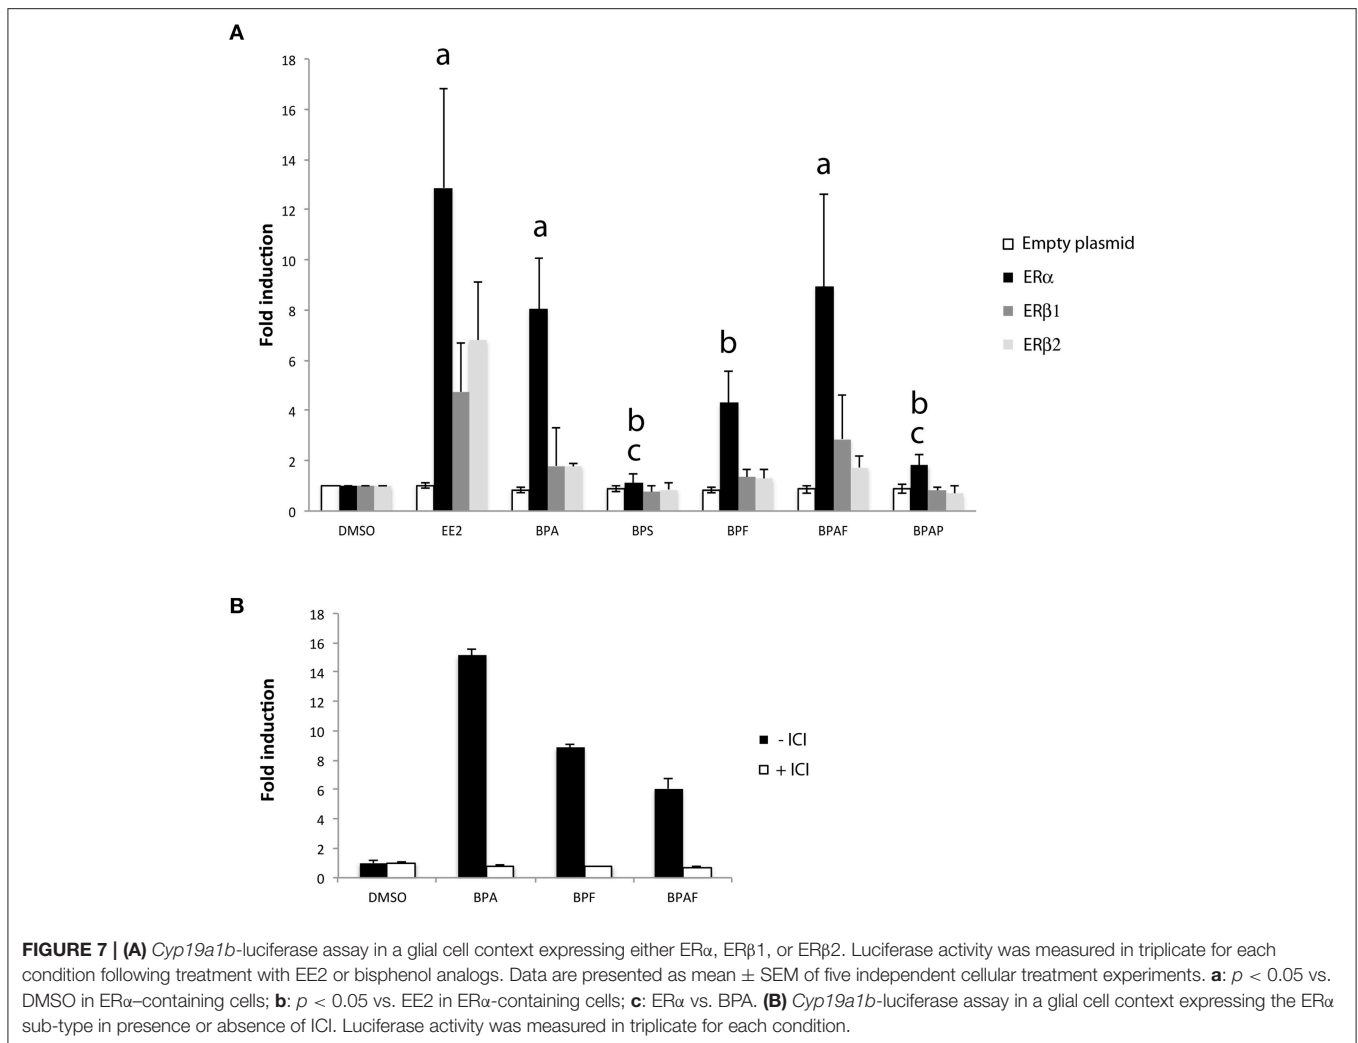 A
a
a
a
b
b
c
b
c
Fold induction
18
16
14
12
10
8
6
4
2
0
DMSO EE2 BPA BPS BPF BPAF BPAP
Empty plasmid
ERα
ERβ1
ERβ2
B
Fold induction
18
16
14
12
10
8
6
4
2
0
DMSO BPA BPF BPAF
- ICI
+ ICI
FIGURE 7 | (A) Cyp19a1b-luciferase assay in a glial cell context expressing either ERα, ERβ1, or ERβ2. Luciferase activity was measured in triplicate for each
condition following treatment with EE2 or bisphenol analogs. Data are presented as mean ± SEM of five independent cellular treatment experiments. a: p < 0.05 vs.
DMSO in ERα–containing cells; b: p < 0.05 vs. EE2 in ERα-containing cells; c: ERα vs. BPA. (B) Cyp19a1b-luciferase assay in a glial cell context expressing the ERα
sub-type in presence or absence of ICI. Luciferase activity was measured in triplicate for each condition.